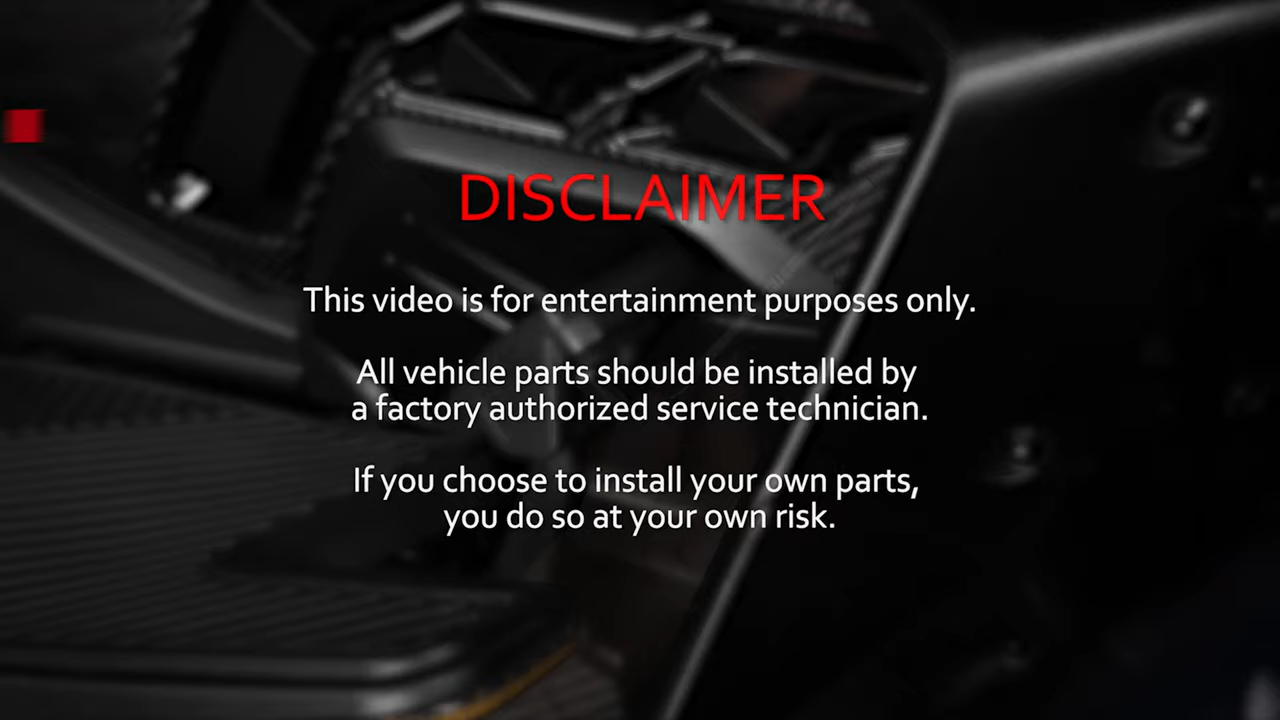 DISCLAIMER
This video is for entertainment purposes only.
All vehicle parts should be installed by
a factory authorized service technician.
If you choose to install your own parts,
you do so at your own risk.